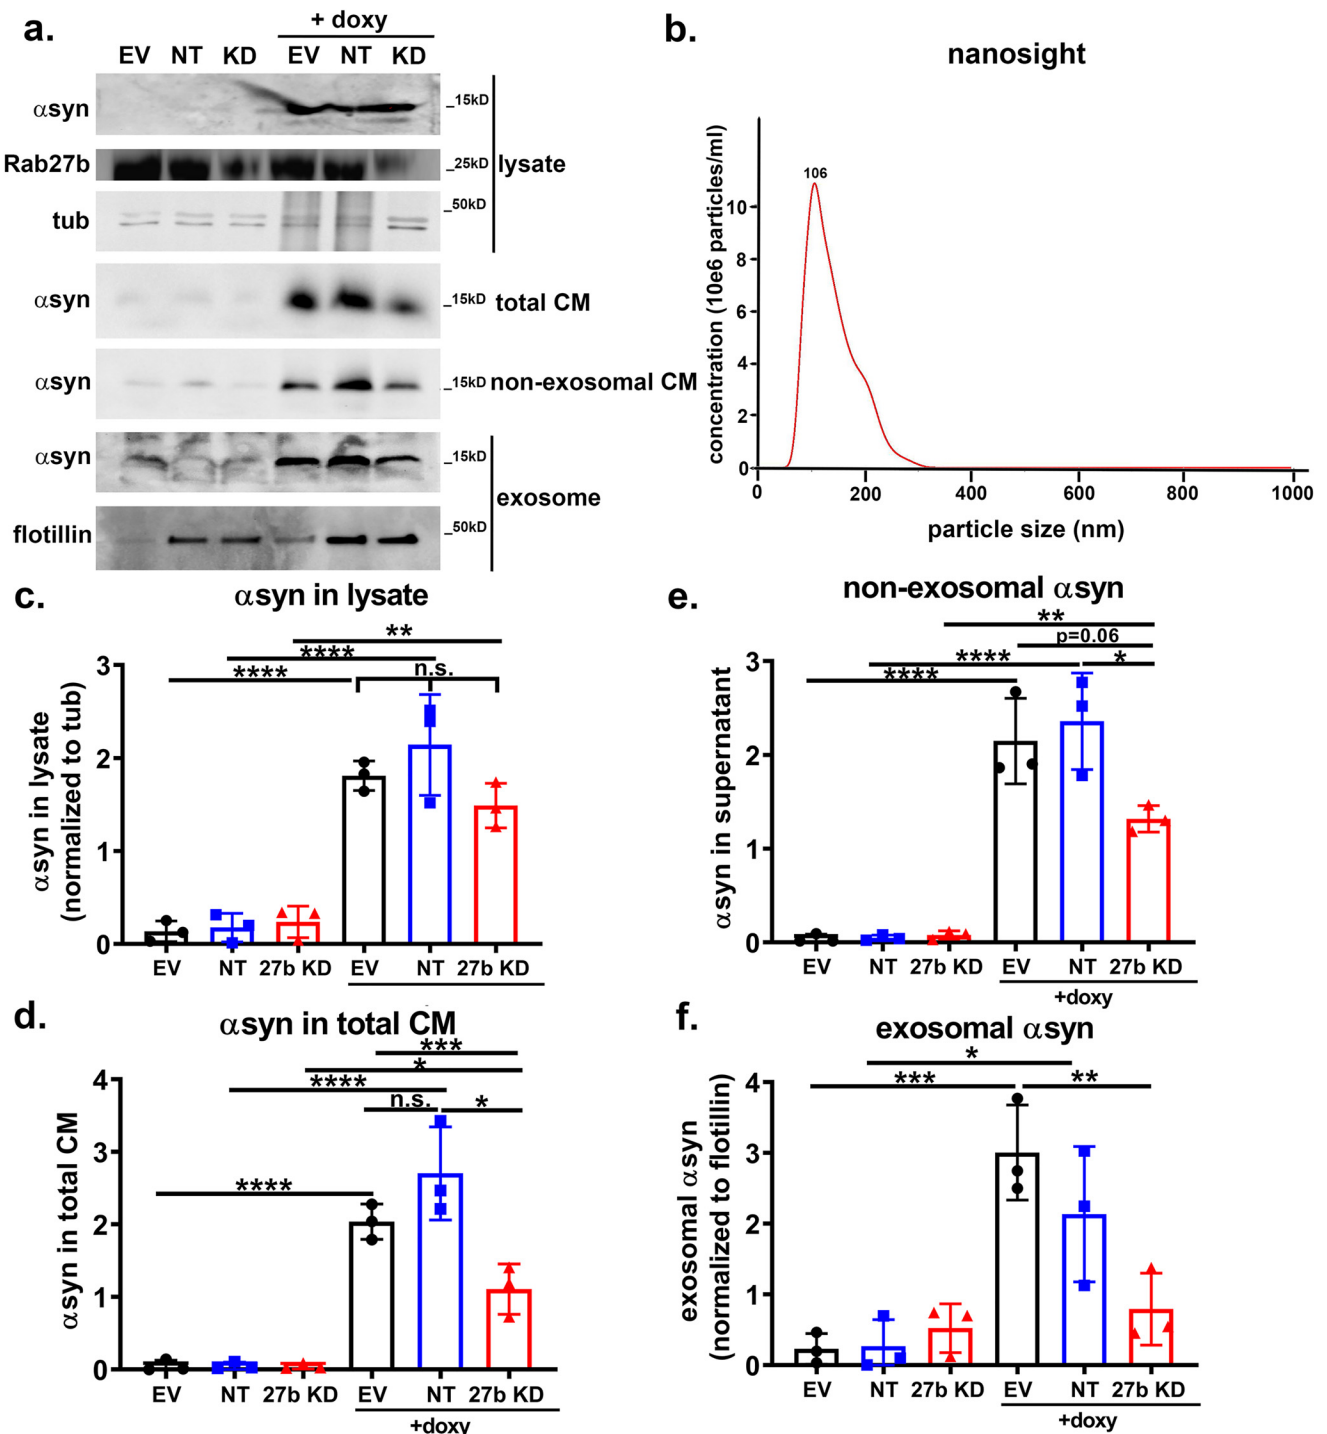 a.
+ doxy
EV NT KD EV NT KD
αsyn
_15kD
Rab27b
_25kD
lysate
tub
_50kD
αsyn
_15kD
total CM
αsyn
_15kD
non-exosomal CM
αsyn
_15kD
exosome
flotillin
_50kD
b.
nanosight
106
concentration (10e6 particles/ml)
10
8
6
4
2
0
0 200 400 600 800 1000
particle size (nm)
c.
αsyn in lysate
**
****
****
n.s.
αsyn in lysate
(normalized to tub)
3
2
1
0
EV NT 27b KD EV NT 27b KD
d.
αsyn in total CM
***
*
****
n.s.
*
****
αsyn in total CM
4
3
2
1
0
EV NT 27b KD EV NT 27b KD
+doxy
e.
non-exosomal αsyn
**
p=0.06
****
*
****
αsyn in supernatant
3
2
1
0
EV NT 27b KD EV NT 27b KD
+doxy
f.
exosomal αsyn
*
***
**
exosomal αsyn
(normalized to flotillin)
4
3
2
1
0
EV NT 27b KD EV NT 27b KD
+doxy